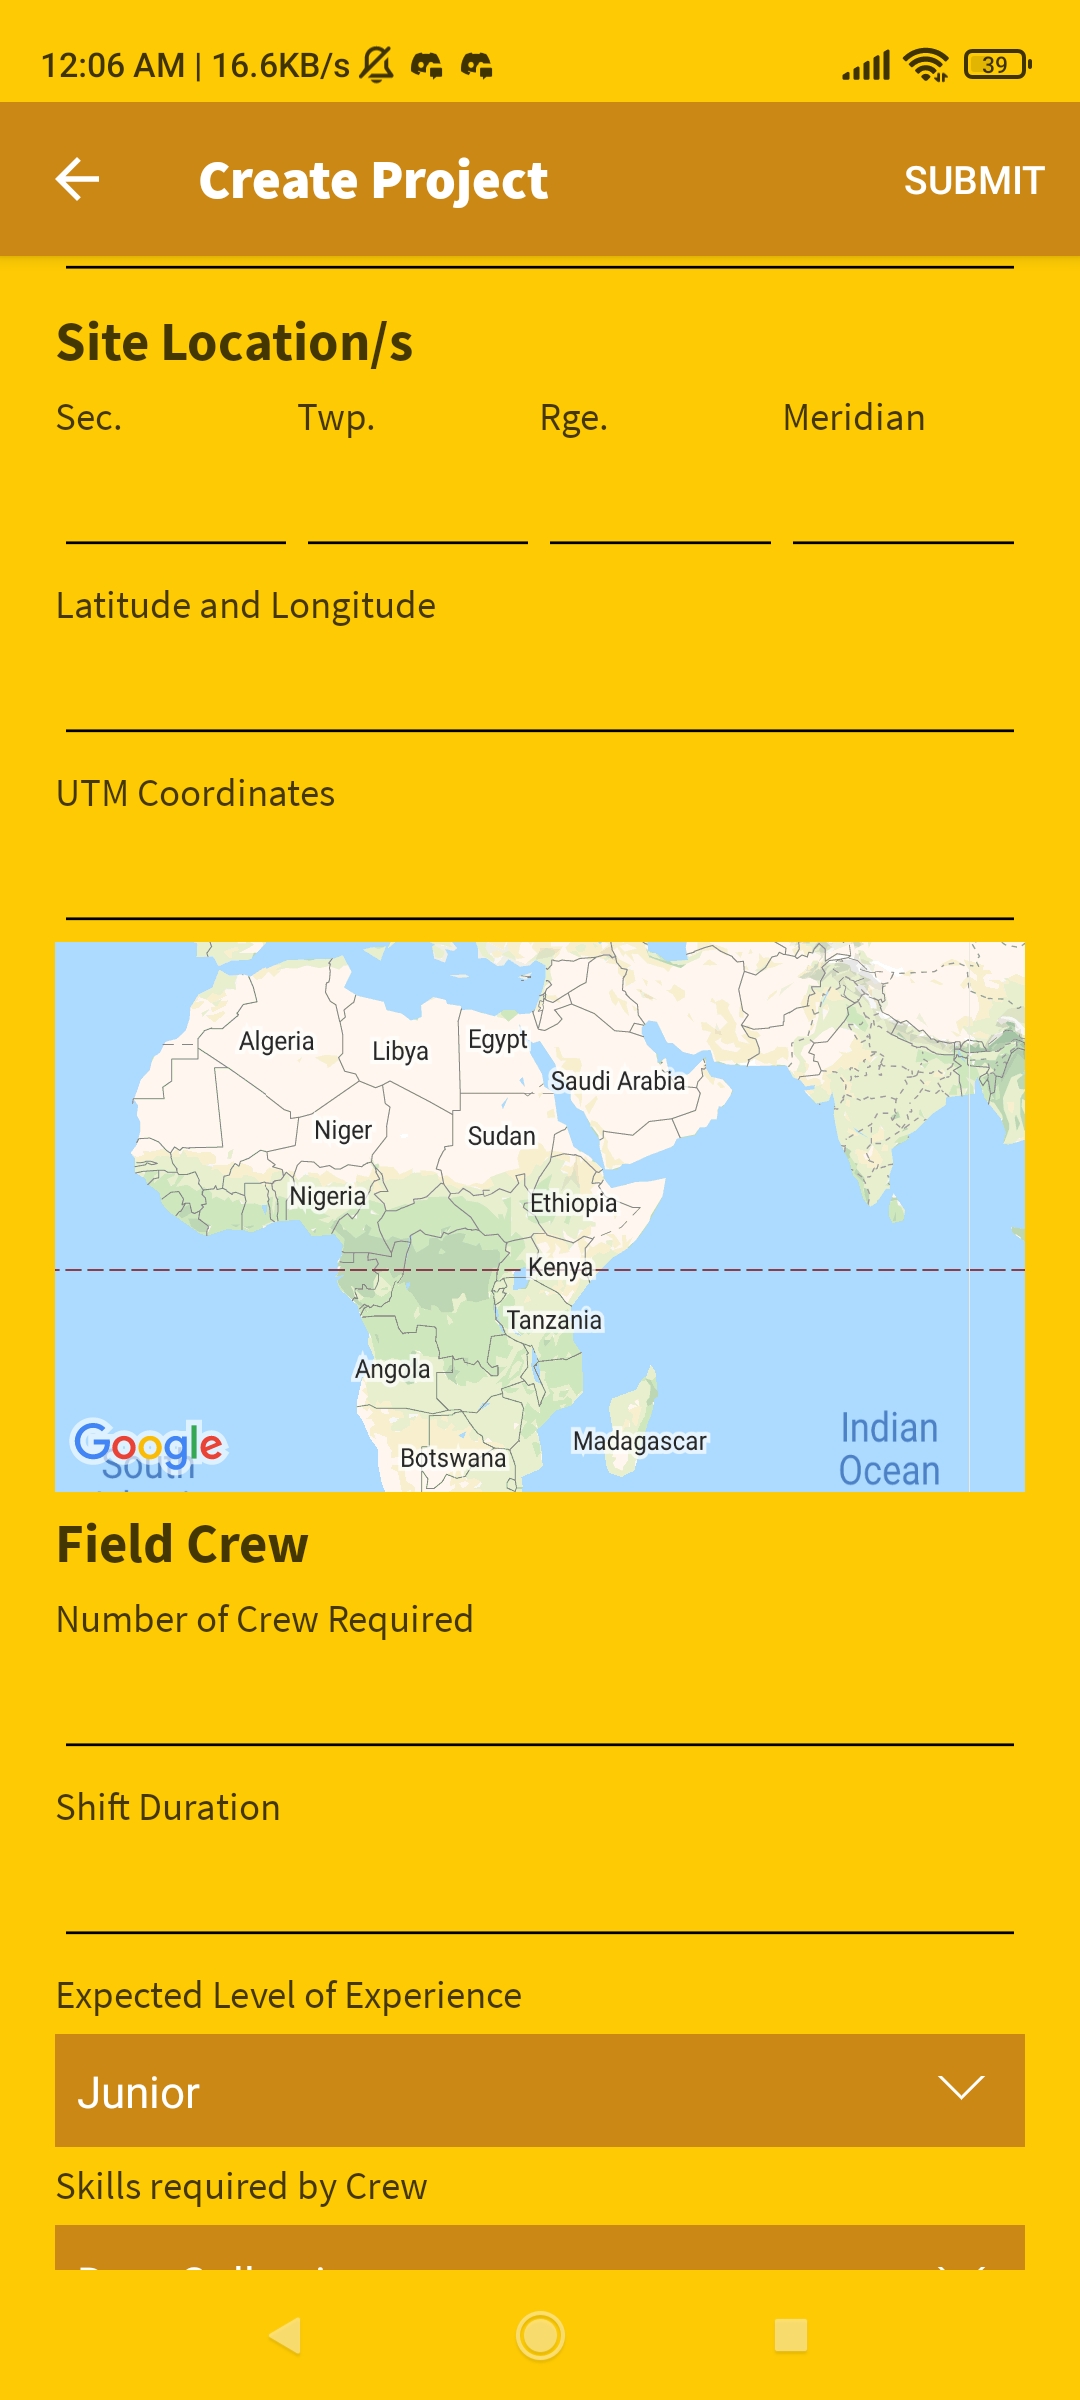 12:06 AM | 16.6KB/s 39
Create Project SUBMIT
Site Location/s
Sec. Twp. Rge. Meridian
Latitude and Longitude
UTM Coordinates
Algeria
Libya
Egypt
Saudi Arabia
Niger
Sudan
Nigeria
Ethiopia
Kenya
Tanzania
Angola
Madagascar
Botswana
Indian
Ocean
Google
South
Field Crew
Number of Crew Required
Shift Duration
Expected Level of Experience
Junior
Skills required by Crew